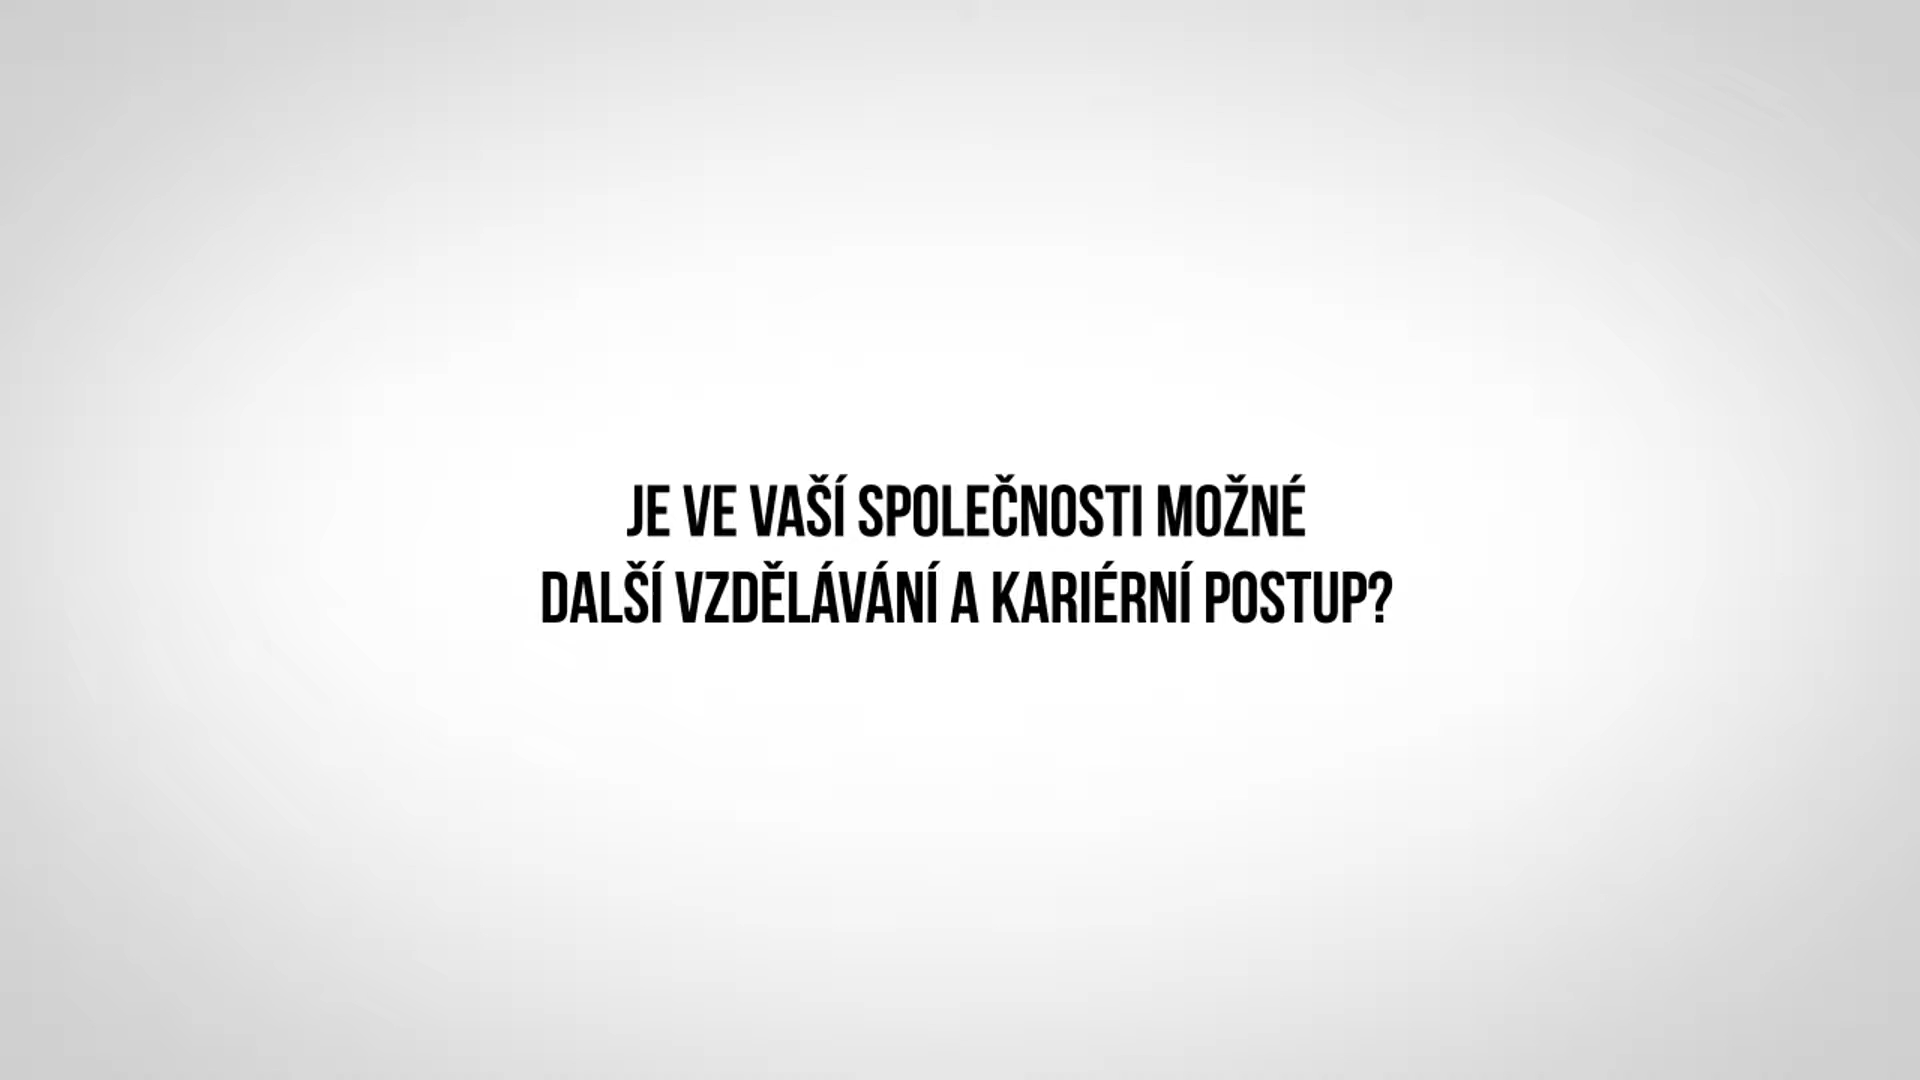 JE VE VAŠÍ SPOLEČNOSTI MOŽNÉ
DALŠÍ VZDĚLÁVÁNÍ A KARIÉRNÍ POSTUP?